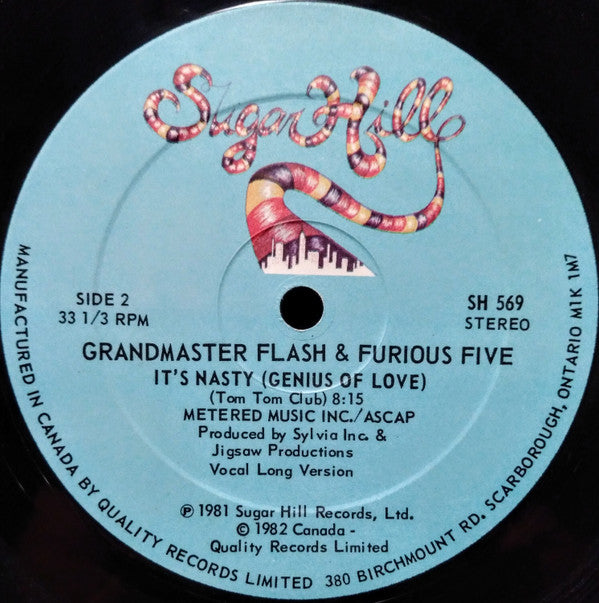 Sugar Hill
SIDE 2
33 1/3 RPM
SH 569
STEREO
GRANDMASTER FLASH & FURIOUS FIVE
IT'S NASTY (GENIUS OF LOVE)
(Tom Tom Club) 8:15
METERED MUSIC INC./ASCAP
Produced by Sylvia Inc. &
Jigsaw Productions
Vocal Long Version
℗ 1981 Sugar Hill Records, Ltd.
© 1982 Canada -
Quality Records Limited
MANUFACTURED IN CANADA BY QUALITY RECORDS LIMITED 380 BIRCHMOUNT RD. SCARBOROUGH, ONTARIO M1K 1M7